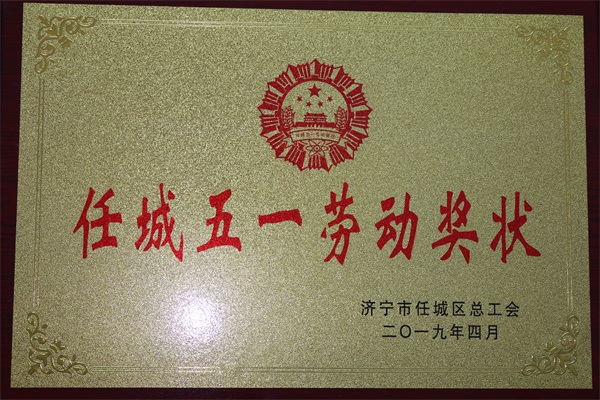 任城五一劳动奖状
济宁市任城区总工会
二〇一九年四月